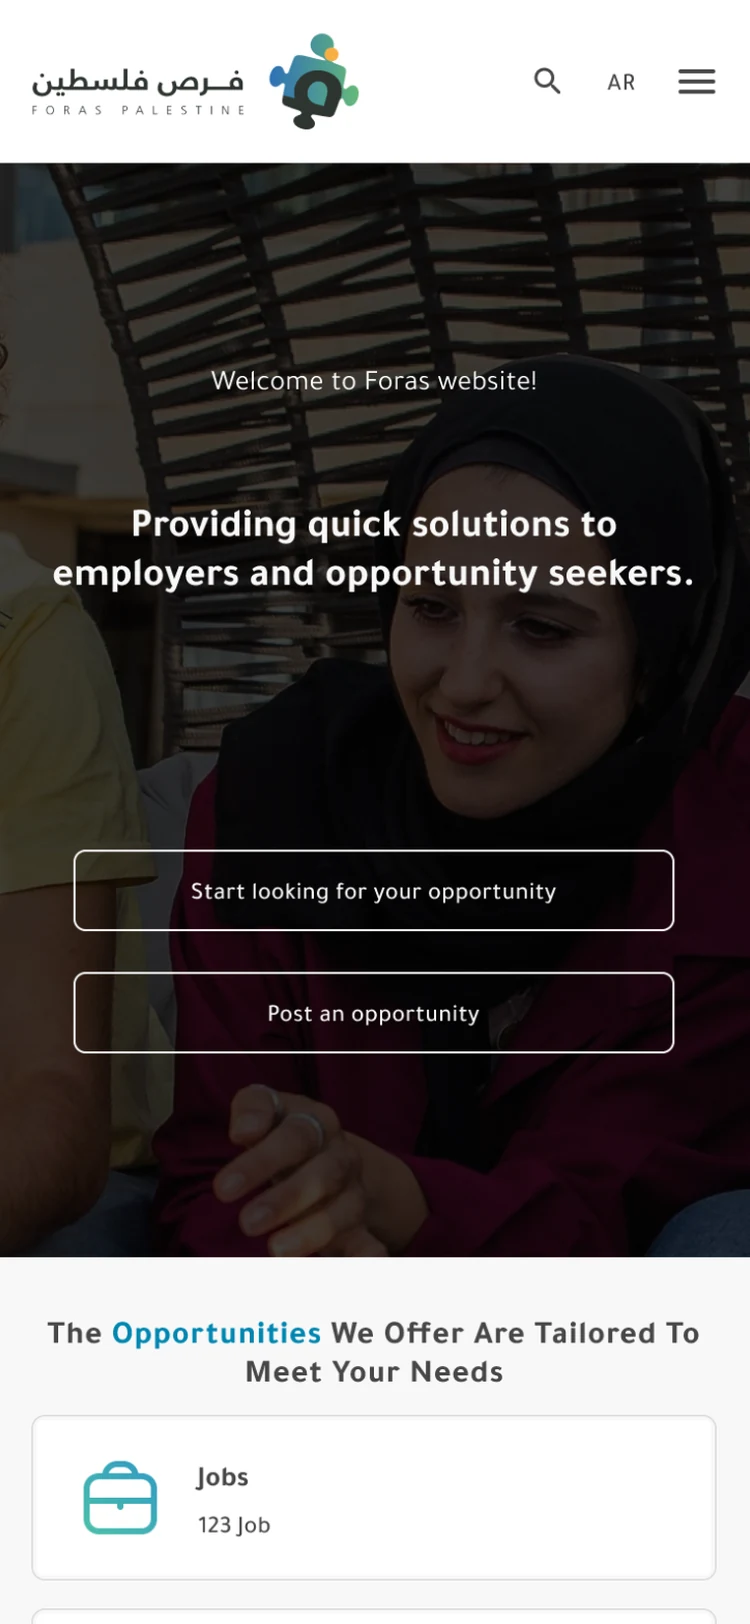 فـرص فلسطين
FORAS PALESTINE
AR
Welcome to Foras website!
Providing quick solutions to
employers and opportunity seekers.
Start looking for your opportunity
Post an opportunity
The Opportunities We Offer Are Tailored To
Meet Your Needs
Jobs
123 Job